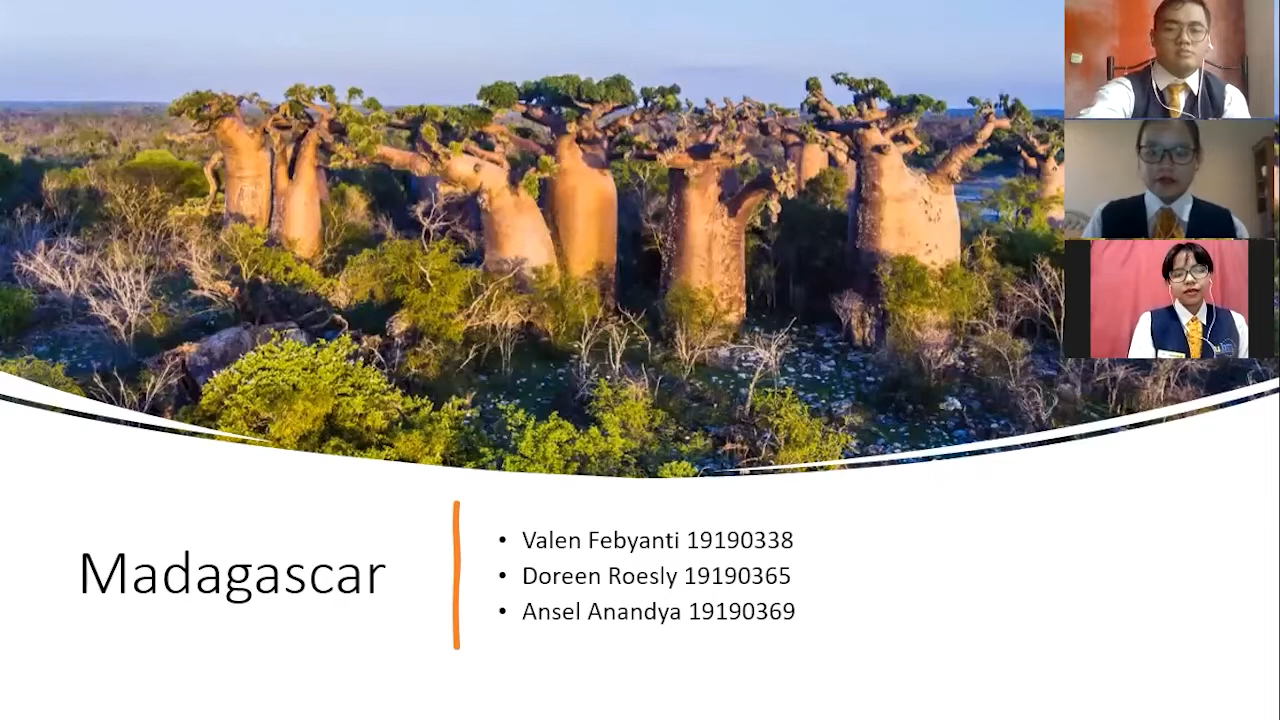 Madagascar
• Valen Febyanti 19190338
• Doreen Roesly 19190365
• Ansel Anandya 19190369